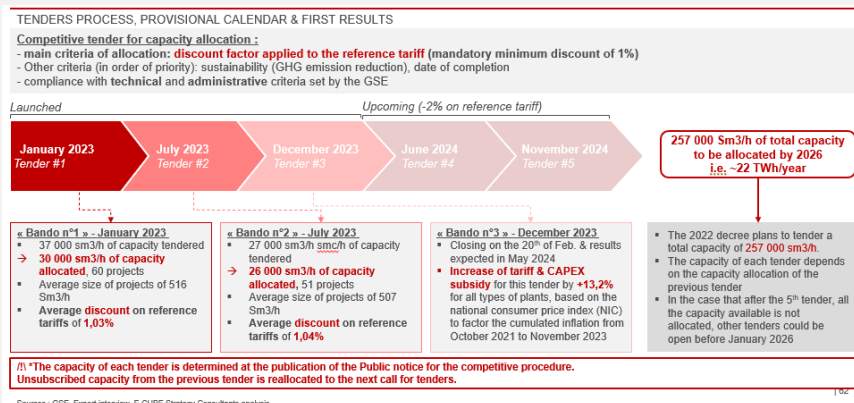 TENDERS PROCESS, PROVISIONAL CALENDAR & FIRST RESULTS
Competitive tender for capacity allocation :
- main criteria of allocation: discount factor applied to the reference tariff (mandatory minimum discount of 1%)
- Other criteria (in order of priority): sustainability (GHG emission reduction), date of completion
- compliance with technical and administrative criteria set by the GSE
Launched
Upcoming (-2% on reference tariff)
January 2023
Tender #1
July 2023
Tender #2
December 2023
Tender #3
June 2024
Tender #4
November 2024
Tender #5
257 000 Sm3/h of total capacity
to be allocated by 2026
i.e. ~22 TWh/year
« Bando n°1 » - January 2023
▪ 37 000 sm3/h of capacity tendered
→ 30 000 sm3/h of capacity
allocated, 60 projects
▪ Average size of projects of 516
Sm3/h
▪ Average discount on reference
tariffs of 1,03%
« Bando n°2 » - July 2023
▪ 27 000 sm3/h smc/h of capacity
tendered
→ 26 000 sm3/h of capacity
allocated, 51 projects
▪ Average size of projects of 507
Sm3/h
▪ Average discount on reference
tariffs of 1,04%
« Bando n°3 » - December 2023
▪ Closing on the 20th of Feb. & results
expected in May 2024
▪ Increase of tariff & CAPEX
subsidy for this tender by +13,2%
for all types of plants, based on the
national consumer price index (NIC)
to factor the cumulated inflation from
October 2021 to November 2023
▪ The 2022 decree plans to tender a
total capacity of 257 000 sm3/h.
▪ The capacity of each tender depends
on the capacity allocation of the
previous tender
▪ In the case that after the 5th tender, all
the capacity available is not
allocated, other tenders could be
open before January 2026
/!\ *The capacity of each tender is determined at the publication of the Public notice for the competitive procedure.
Unsubscribed capacity from the previous tender is reallocated to the next call for tenders.
| 62
Sources : GSE, Expert interview, E-CUBE Strategy Consultants analysis